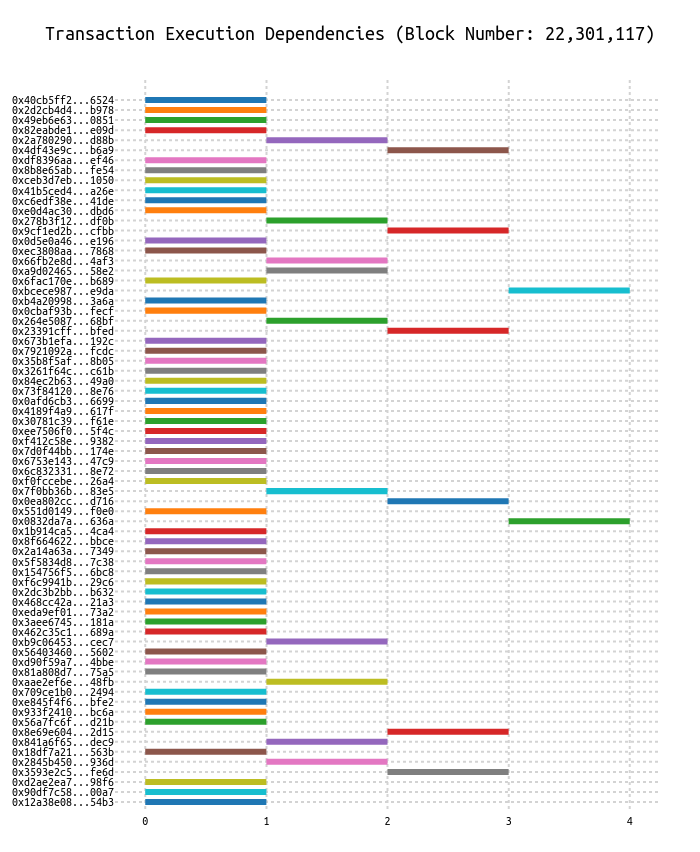 Transaction Execution Dependencies (Block Number: 22,301,117)
0x40cb5ff2...6524
0x2d2cb4d4...b978
0x49eb6e63...0851
0x82eabde1...e09d
0x2a780290...d88b
0x4df43e9c...b6a9
0xdf8396aa...ef46
0x8b8e65ab...fe54
0xceb3d7eb...1050
0x41b5ced4...a26e
0xc6edf38e...41de
0xe0d4ac30...dbd6
0x278b3f12...df0b
0x9cf1ed2b...cfbb
0x0d5e0a46...e196
0xec3808aa...7868
0x66fb2e8d...4af3
0xa9d02465...58e2
0x6fac170e...b689
0xbcece987...e9da
0xb4a20998...3a6a
0x0cbaf93b...fecf
0x264e5087...68bf
0x23391cff...bfed
0x673b1efa...192c
0x7921092a...fcdc
0x35b8f5af...8b05
0x3261f64c...c61b
0x84ec2b63...49a0
0x73f84120...8e76
0x0afd6cb3...6699
0x4189f4a9...617f
0x30781c39...f61e
0xee7506f0...5f4c
0xf412c58e...9382
0x7d0f44bb...174e
0x6753e143...47c9
0x6c832331...8e72
0xf0fccebe...26a4
0x7f0bb36b...83e5
0x0ea802cc...d716
0x551d0149...f0e0
0x0832da7a...636a
0x1b914ca5...4ca4
0x8f664622...bbce
0x2a14a63a...7349
0x5f5834d8...7c38
0x154756f5...6bc8
0xf6c9941b...29c6
0x2dc3b2bb...b632
0x468cc42a...21a3
0xeda9ef01...73a2
0x3aee6745...181a
0x462c35c1...689a
0xb9c06453...cec7
0x56403460...5602
0xd90f59a7...4bbe
0x81a808d7...75a5
0xaae2ef6e...48fb
0x709ce1b0...2494
0xe845f4f6...bfe2
0x933f2410...bc6a
0x56a7fc6f...d21b
0x8e69e604...2d15
0x841a6f65...dec9
0x18df7a21...563b
0x2845b450...936d
0x3593e2c5...fe6d
0xd2ae2ea7...98f6
0x90df7c58...00a7
0x12a38e08...54b3
0 1 2 3 4